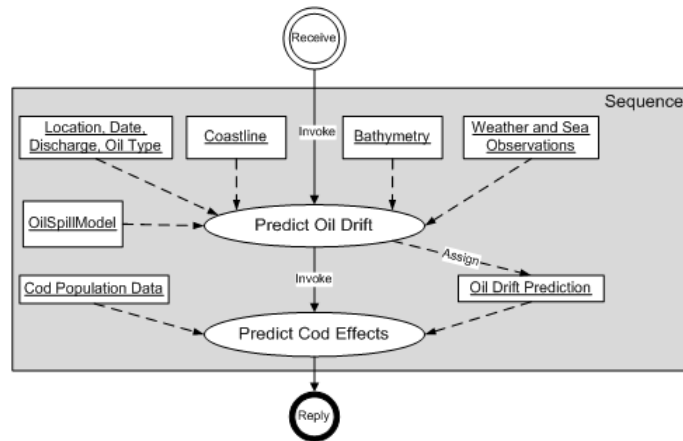 Receive
Sequence
Location, Date,
Discharge, Oil Type
Coastline
Invoke
Bathymetry
Weather and Sea
Observations
OilSpillModel
Predict Oil Drift
Assign
Invoke
Cod Population Data
Oil Drift Prediction
Predict Cod Effects
Reply